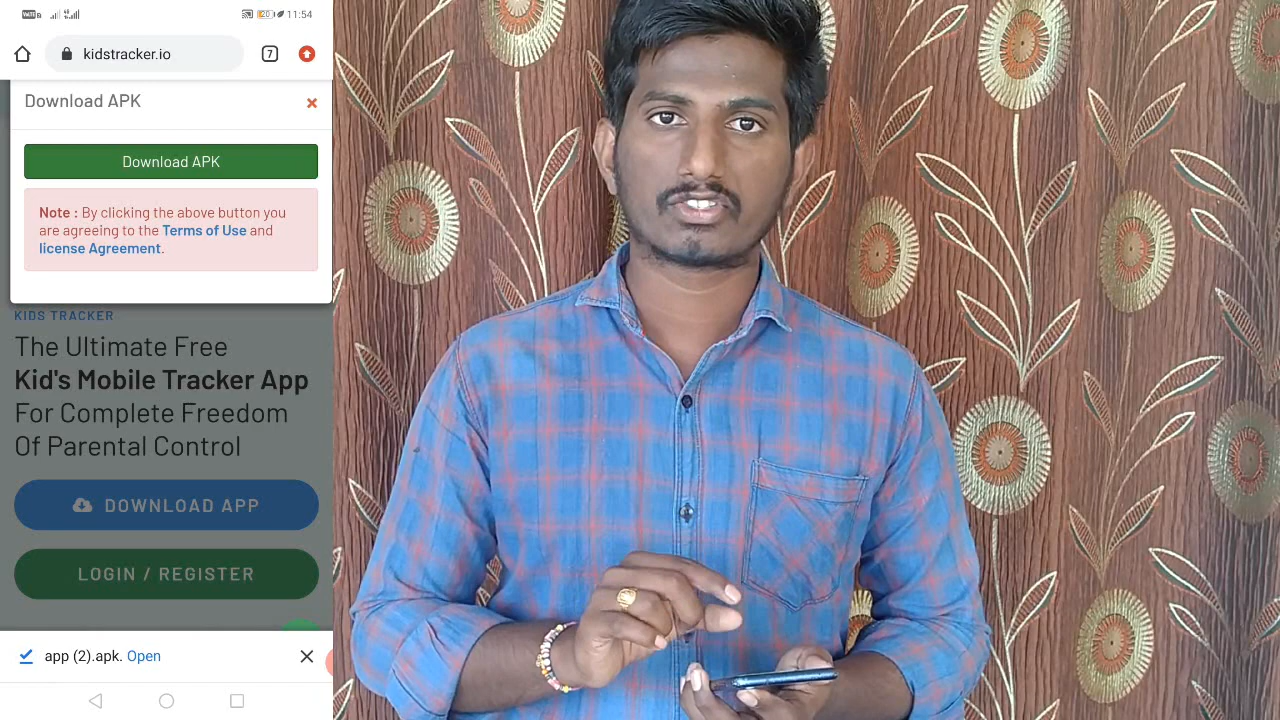 11:54
kidstracker.io
7
Download APK
Download APK
Note : By clicking the above button you
are agreeing to the Terms of Use and
license Agreement.
KIDS TRACKER
The Ultimate Free
Kid's Mobile Tracker App
For Complete Freedom
Of Parental Control
DOWNLOAD APP
LOGIN / REGISTER
app (2).apk. Open